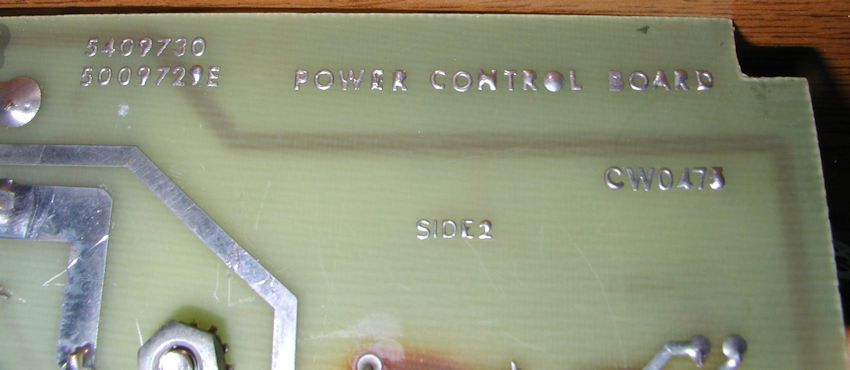 5409730
5009729E
POWER CONTROL BOARD
CW0473
SIDE2